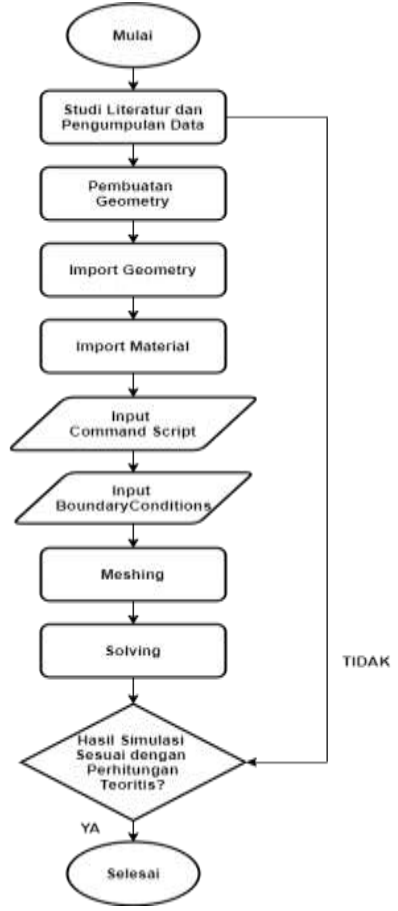 Mulai
Studi Literatur dan
Pengumpulan Data
Pembuatan
Geometry
Import Geometry
Import Material
Input
Command Script
Input
BoundaryConditions
Meshing
Solving
TIDAK
Hasil Simulasi
Sesuai dengan
Perhitungan
Teoritis?
YA
Selesai